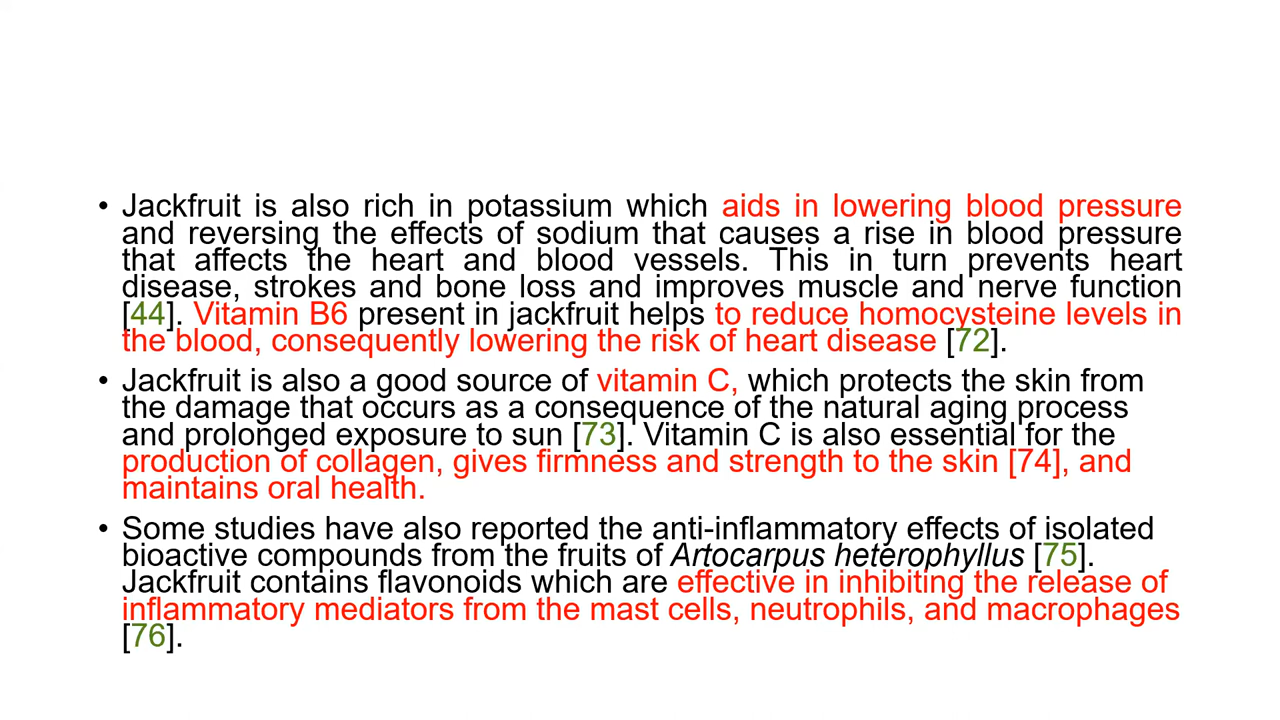 • Jackfruit is also rich in potassium which aids in lowering blood pressure
and reversing the effects of sodium that causes a rise in blood pressure
that affects the heart and blood vessels. This in turn prevents heart
disease, strokes and bone loss and improves muscle and nerve function
[44]. Vitamin B6 present in jackfruit helps to reduce homocysteine levels in
the blood, consequently lowering the risk of heart disease [72].
• Jackfruit is also a good source of vitamin C, which protects the skin from
the damage that occurs as a consequence of the natural aging process
and prolonged exposure to sun [73]. Vitamin C is also essential for the
production of collagen, gives firmness and strength to the skin [74], and
maintains oral health.
• Some studies have also reported the anti-inflammatory effects of isolated
bioactive compounds from the fruits of Artocarpus heterophyllus [75].
Jackfruit contains flavonoids which are effective in inhibiting the release of
inflammatory mediators from the mast cells, neutrophils, and macrophages
[76].